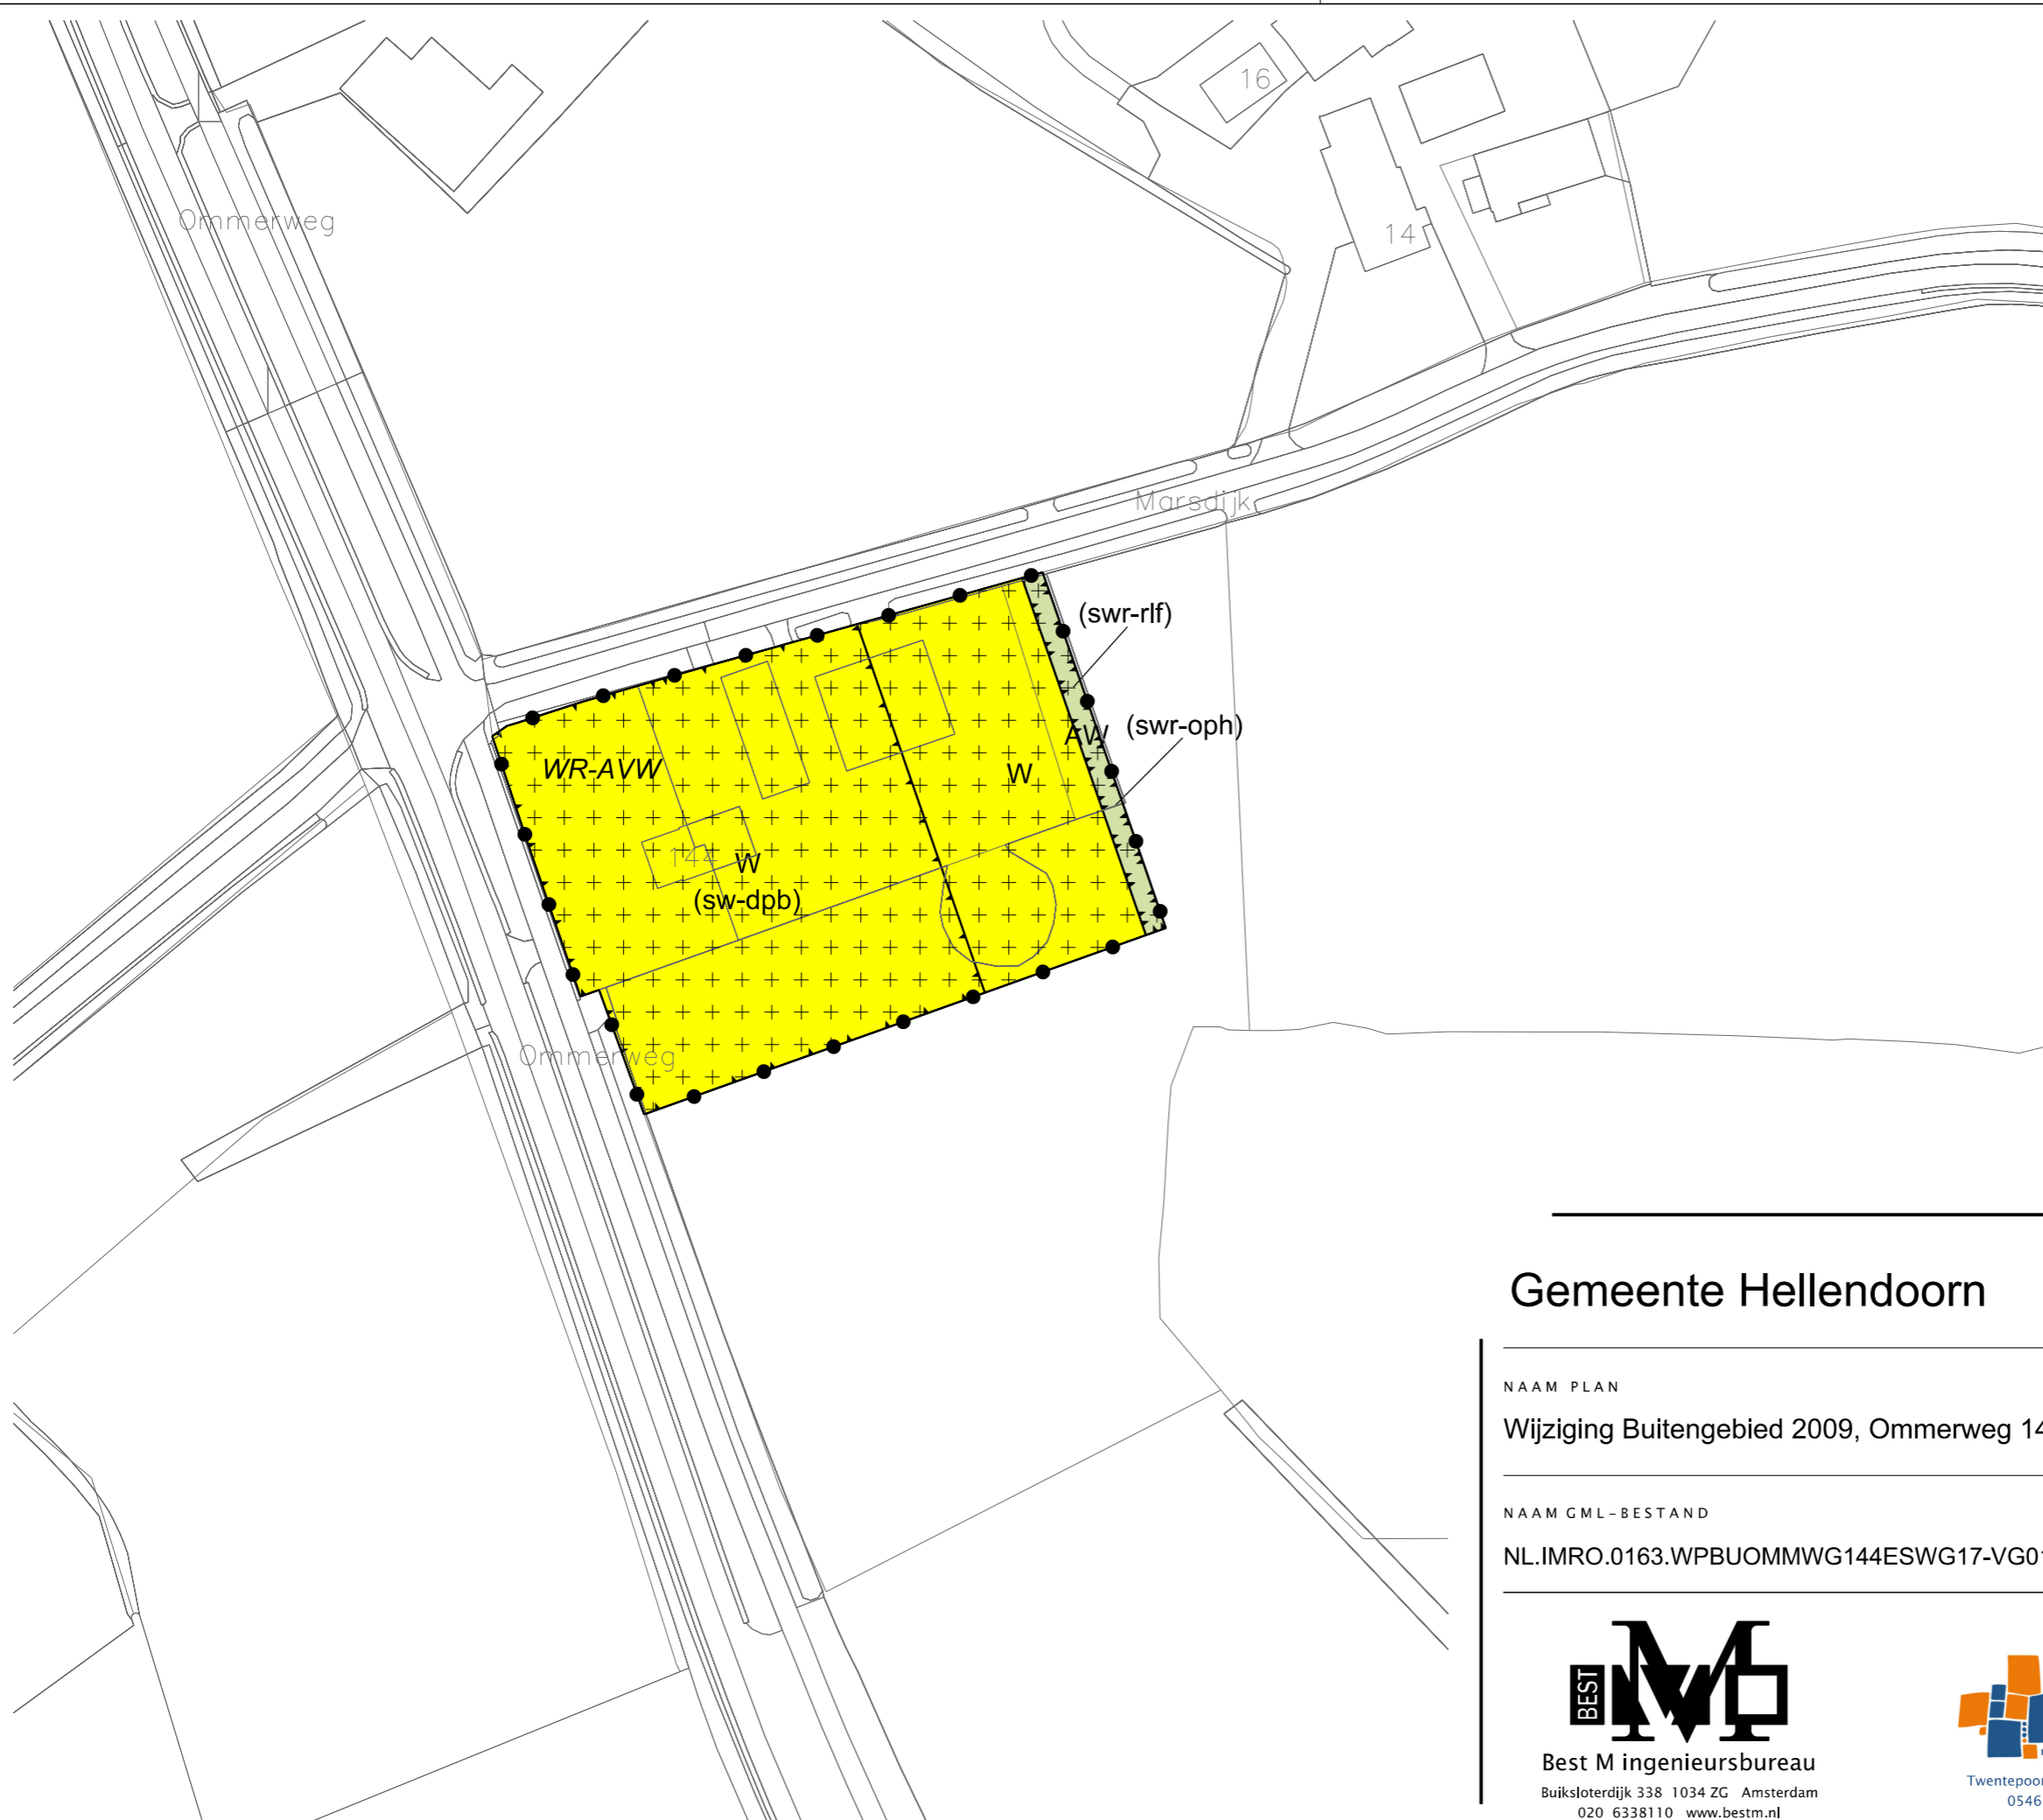 16
Ommerweg
14
Marsdijk
(swr-rlf)
(swr-oph)
AW
WR-AVW
W
144
W
(sw-dpb)
Ommerweg
Gemeente Hellendoorn
NAAM PLAN
Wijziging Buitengebied 2009, Ommerweg 14
NAAM GML-BESTAND
NL.IMRO.0163.WPBUOMMWG144ESWG17-VG01
BEST
M
Best M ingenieursbureau
Buiksloterdijk 338 1034 ZG Amsterdam
020 6338110 www.bestm.nl
Twentepoor
0546